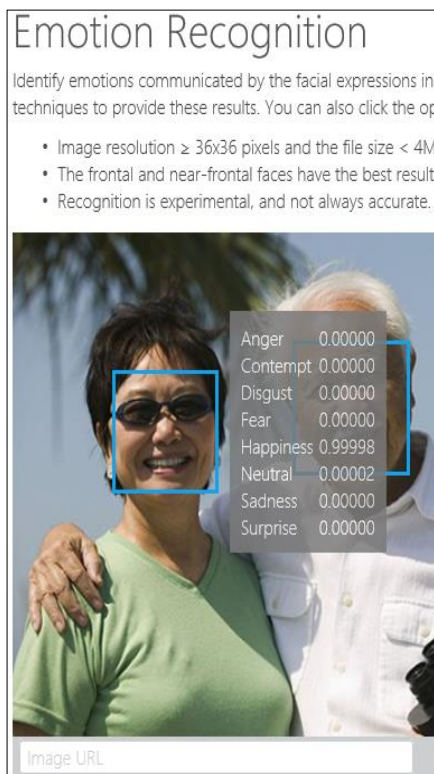 Emotion Recognition
Identify emotions communicated by the facial expressions in
techniques to provide these results. You can also click the op
• Image resolution ≥ 36x36 pixels and the file size < 4M
• The frontal and near-frontal faces have the best result
• Recognition is experimental, and not always accurate.
Anger 0.00000
Contempt 0.00000
Disgust 0.00000
Fear 0.00000
Happiness 0.99998
Neutral 0.00002
Sadness 0.00000
Surprise 0.00000
Image URL